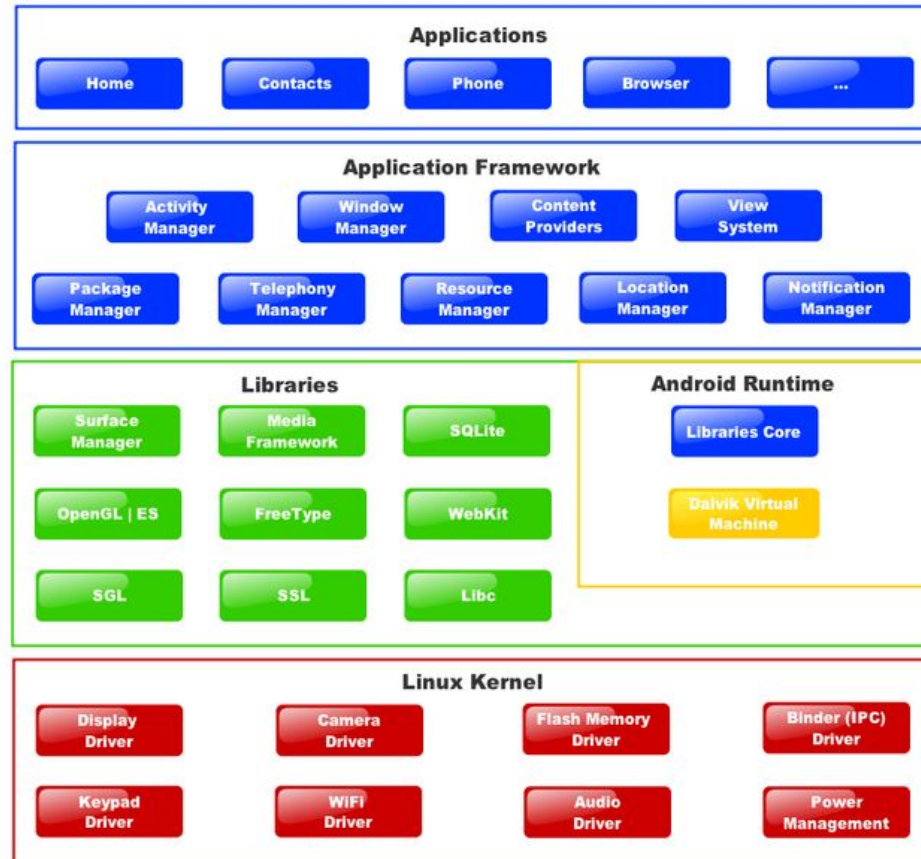 Applications
Home
Contacts
Phone
Browser
...
Application Framework
Activity
Manager
Window
Manager
Content
Providers
View
System
Package
Manager
Telephony
Manager
Resource
Manager
Location
Manager
Notification
Manager
Libraries
Surface
Manager
Media
Framework
SQLite
OpenGL | ES
FreeType
WebKit
SGL
SSL
Libc
Android Runtime
Libraries Core
Dalvik Virtual
Machine
Linux Kernel
Display
Driver
Camera
Driver
Flash Memory
Driver
Binder (IPC)
Driver
Keypad
Driver
WiFi
Driver
Audio
Driver
Power
Management